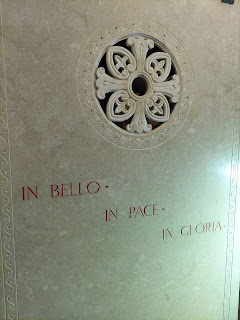 IN BELLO·
IN PACE·
IN GLORIA·